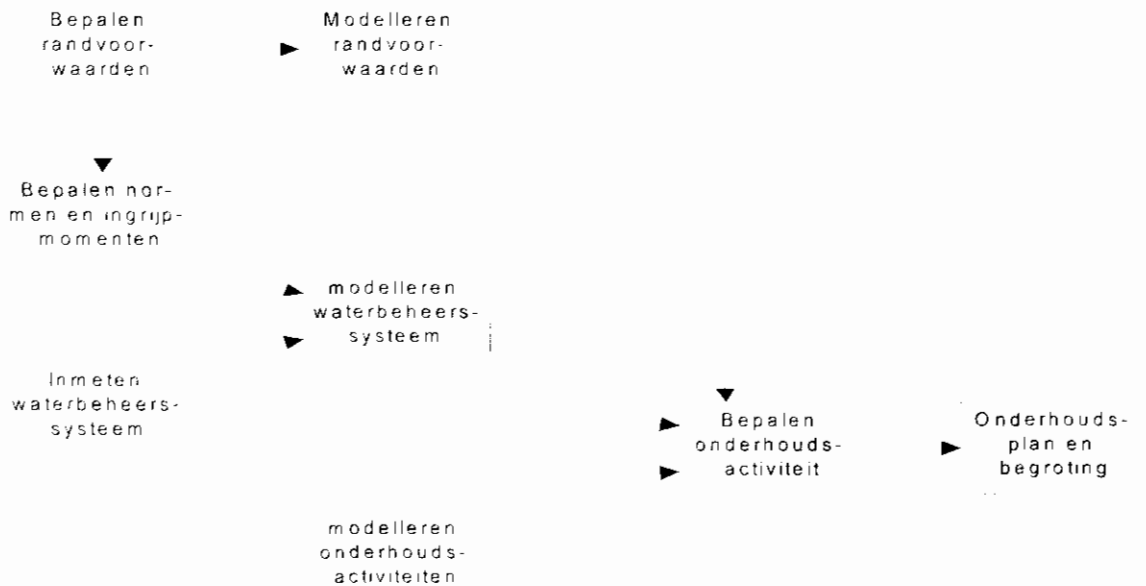 Bepalen
randvoor-
waarden
Modelleren
randvoor-
waarden
Bepalen nor-
men en ingrijp-
momenten
modelleren
waterbeheers-
systeem
Inmeten
waterbeheers-
systeem
Bepalen
onderhouds-
activiteit
Onderhouds-
plan en
begroting
modelleren
onderhouds-
activiteiten